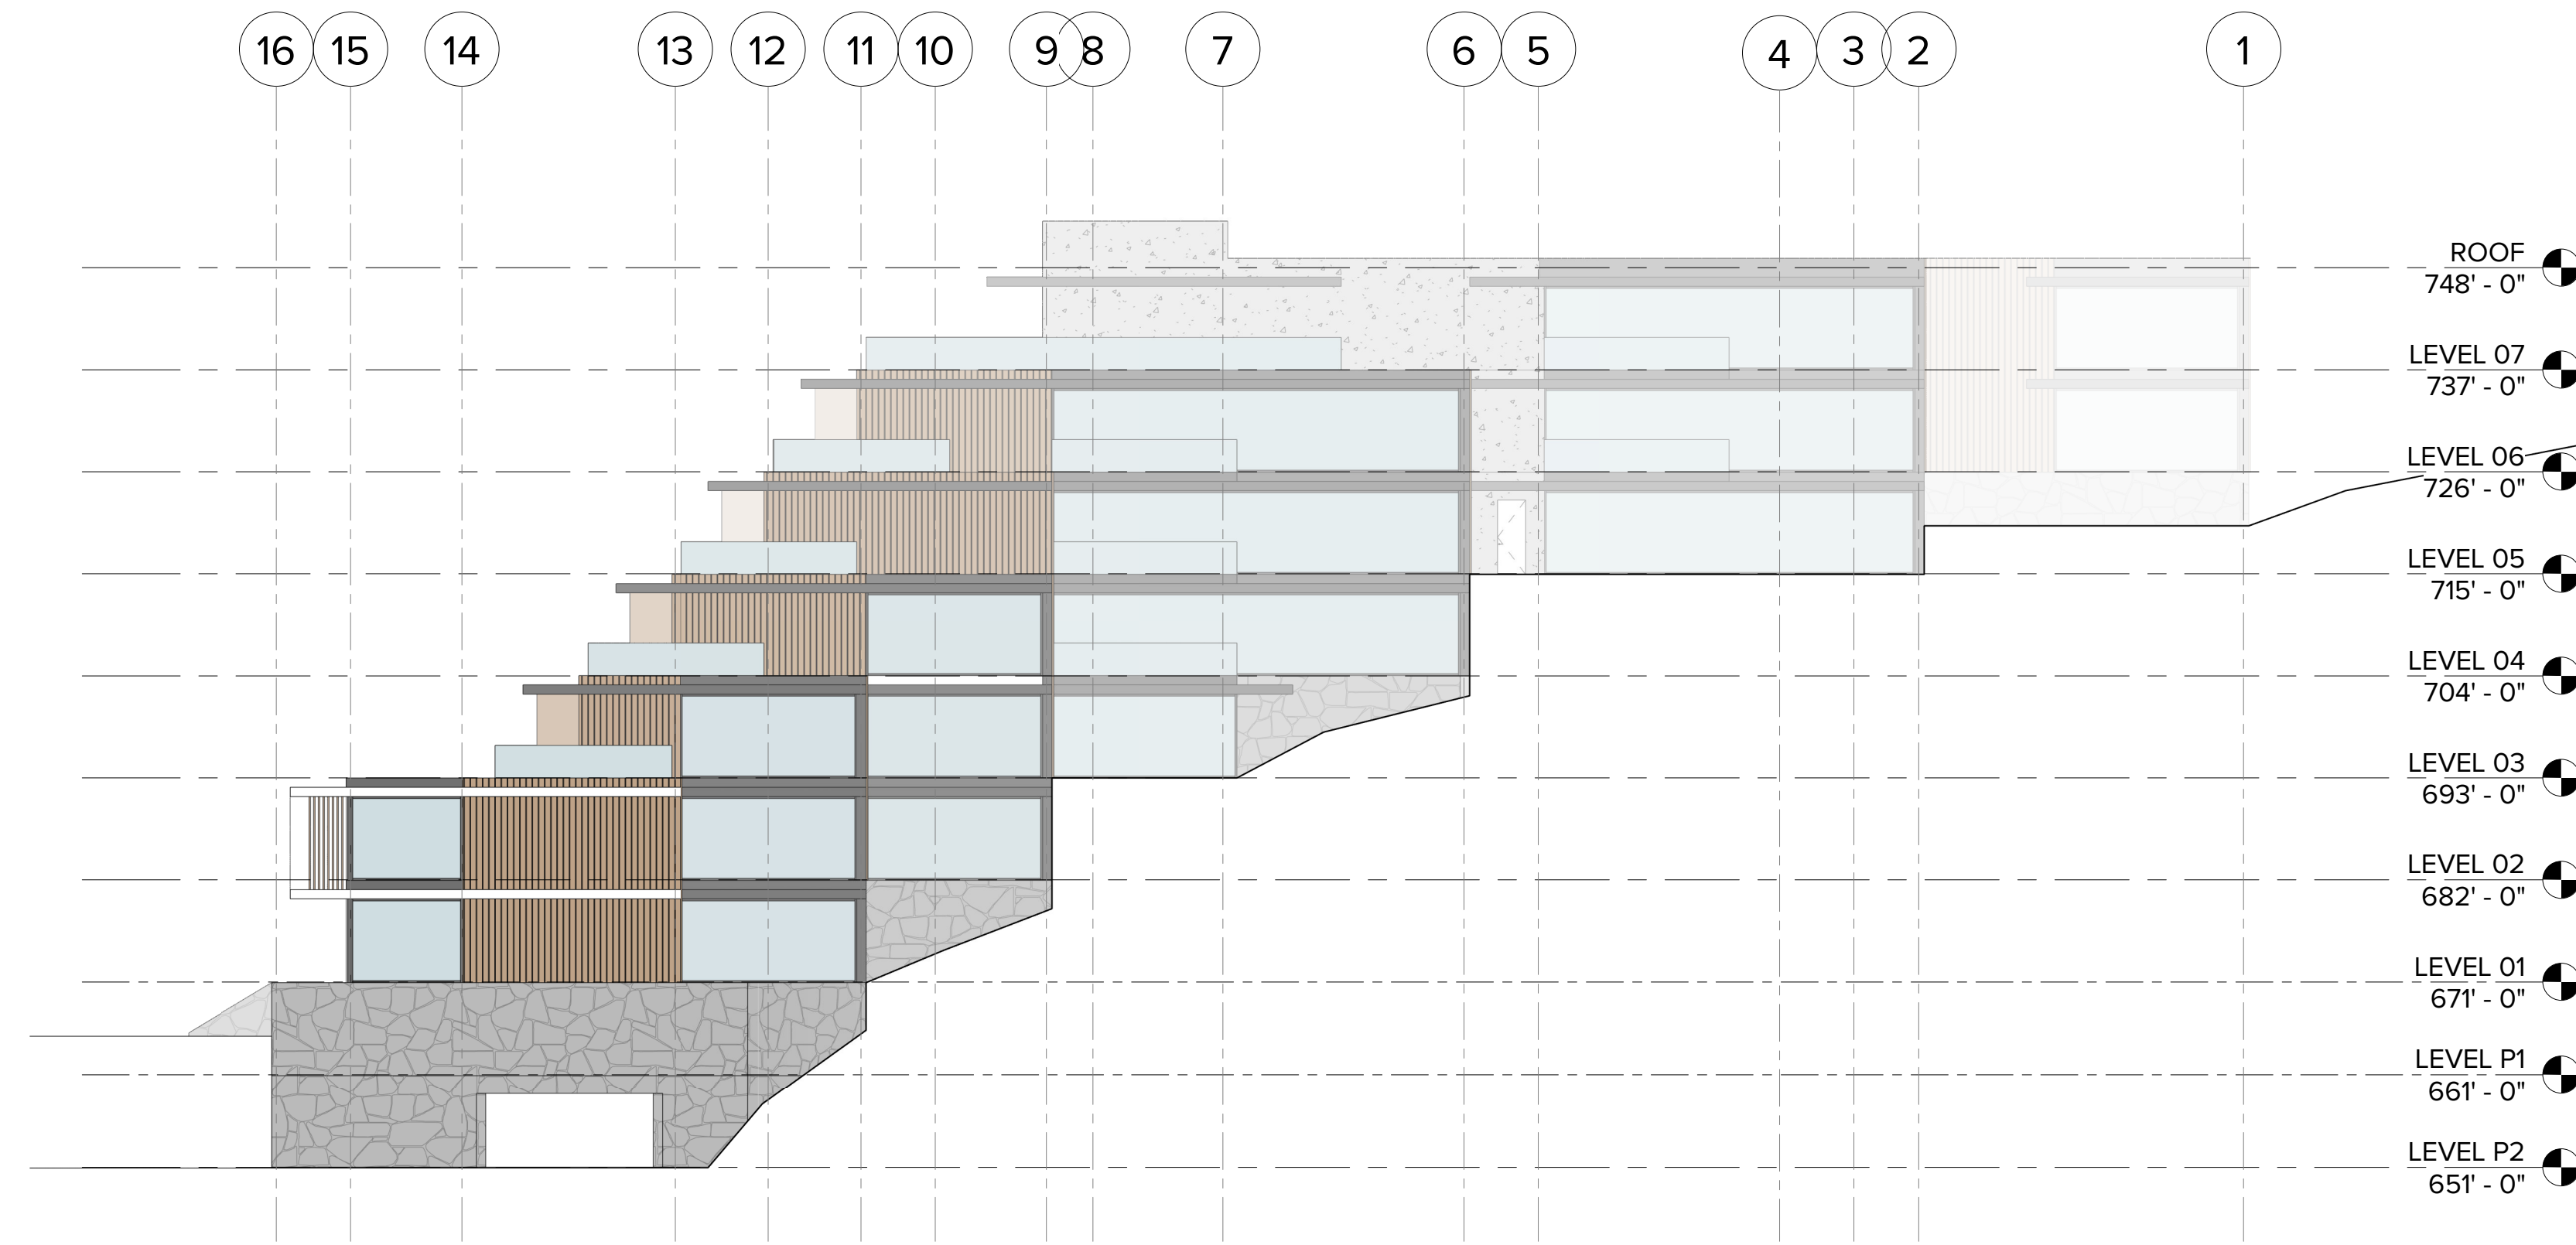 16 15 14 13 12 11 10 9 8 7 6 5 4 3 2 1
ROOF
748' - 0"
LEVEL 07
737' - 0"
LEVEL 06
726' - 0"
LEVEL 05
715' - 0"
LEVEL 04
704' - 0"
LEVEL 03
693' - 0"
LEVEL 02
682' - 0"
LEVEL 01
671' - 0"
LEVEL P1
661' - 0"
LEVEL P2
651' - 0"